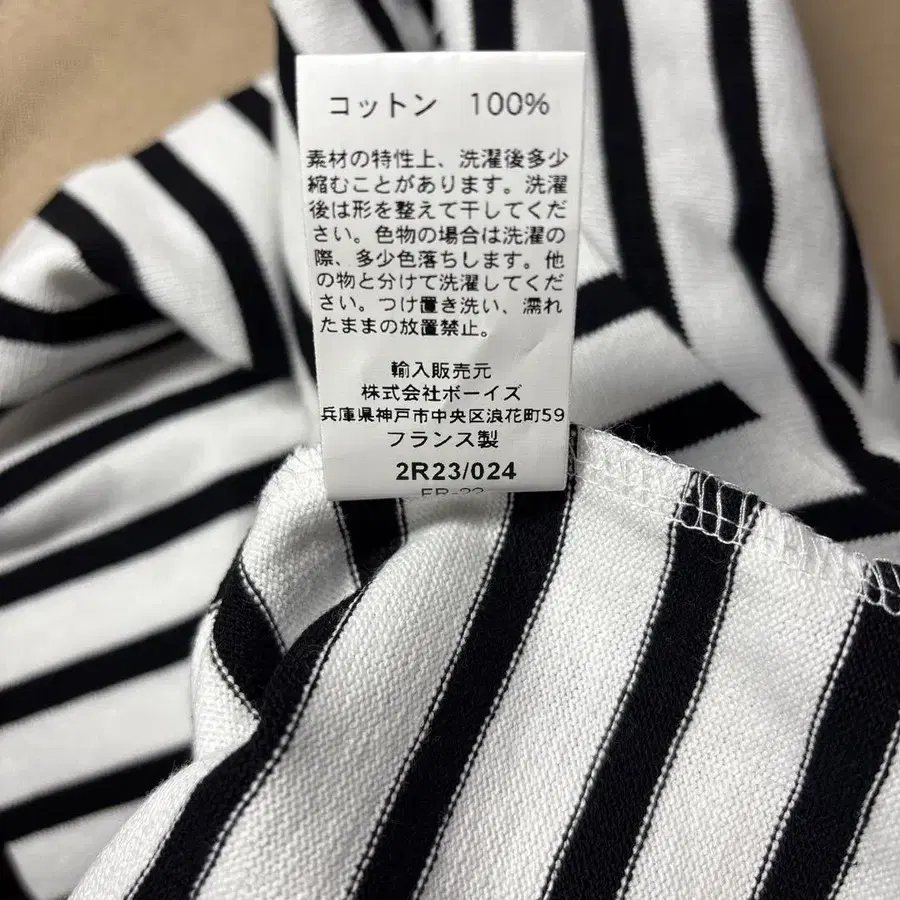 コットン 100%
素材の特性上、洗濯後多少
縮むことがあります。洗濯
後は形を整えて干してくだ
さい。色物の場合は洗濯の
際、多少色落ちします。他
の物と分けて洗濯してくだ
さい。つけ置き洗い、濡れ
たままの放置禁止。
輸入販売元
株式会社ボーイズ
兵庫県神戸市中央区浪花町59
フランス製
2R23/024